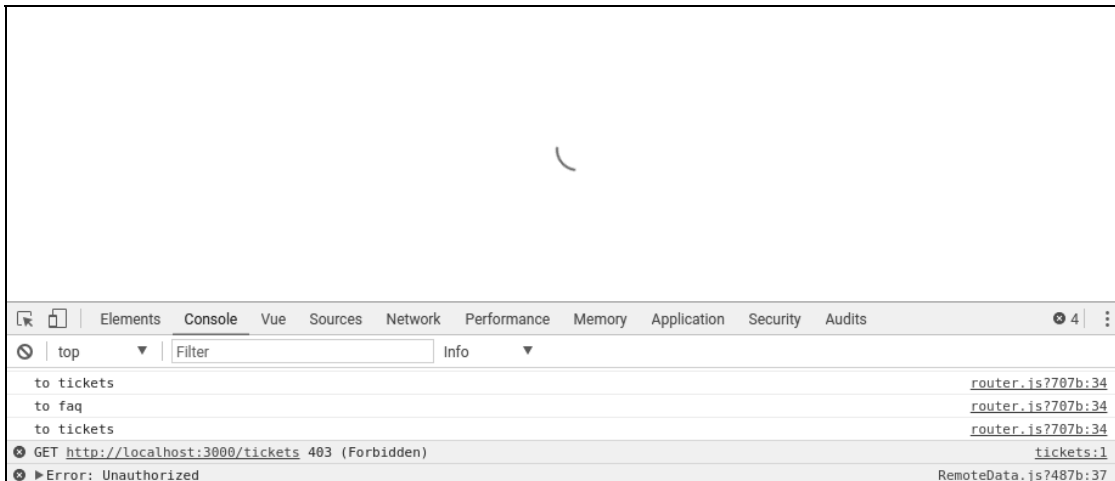 Elements Console Vue Sources Network Performance Memory Application Security Audits 4
top Filter Info
to tickets router.js?707b:34
to faq router.js?707b:34
to tickets router.js?707b:34
GET http://localhost:3000/tickets 403 (Forbidden) tickets:1
Error: Unauthorized RemoteData.js?487b:37